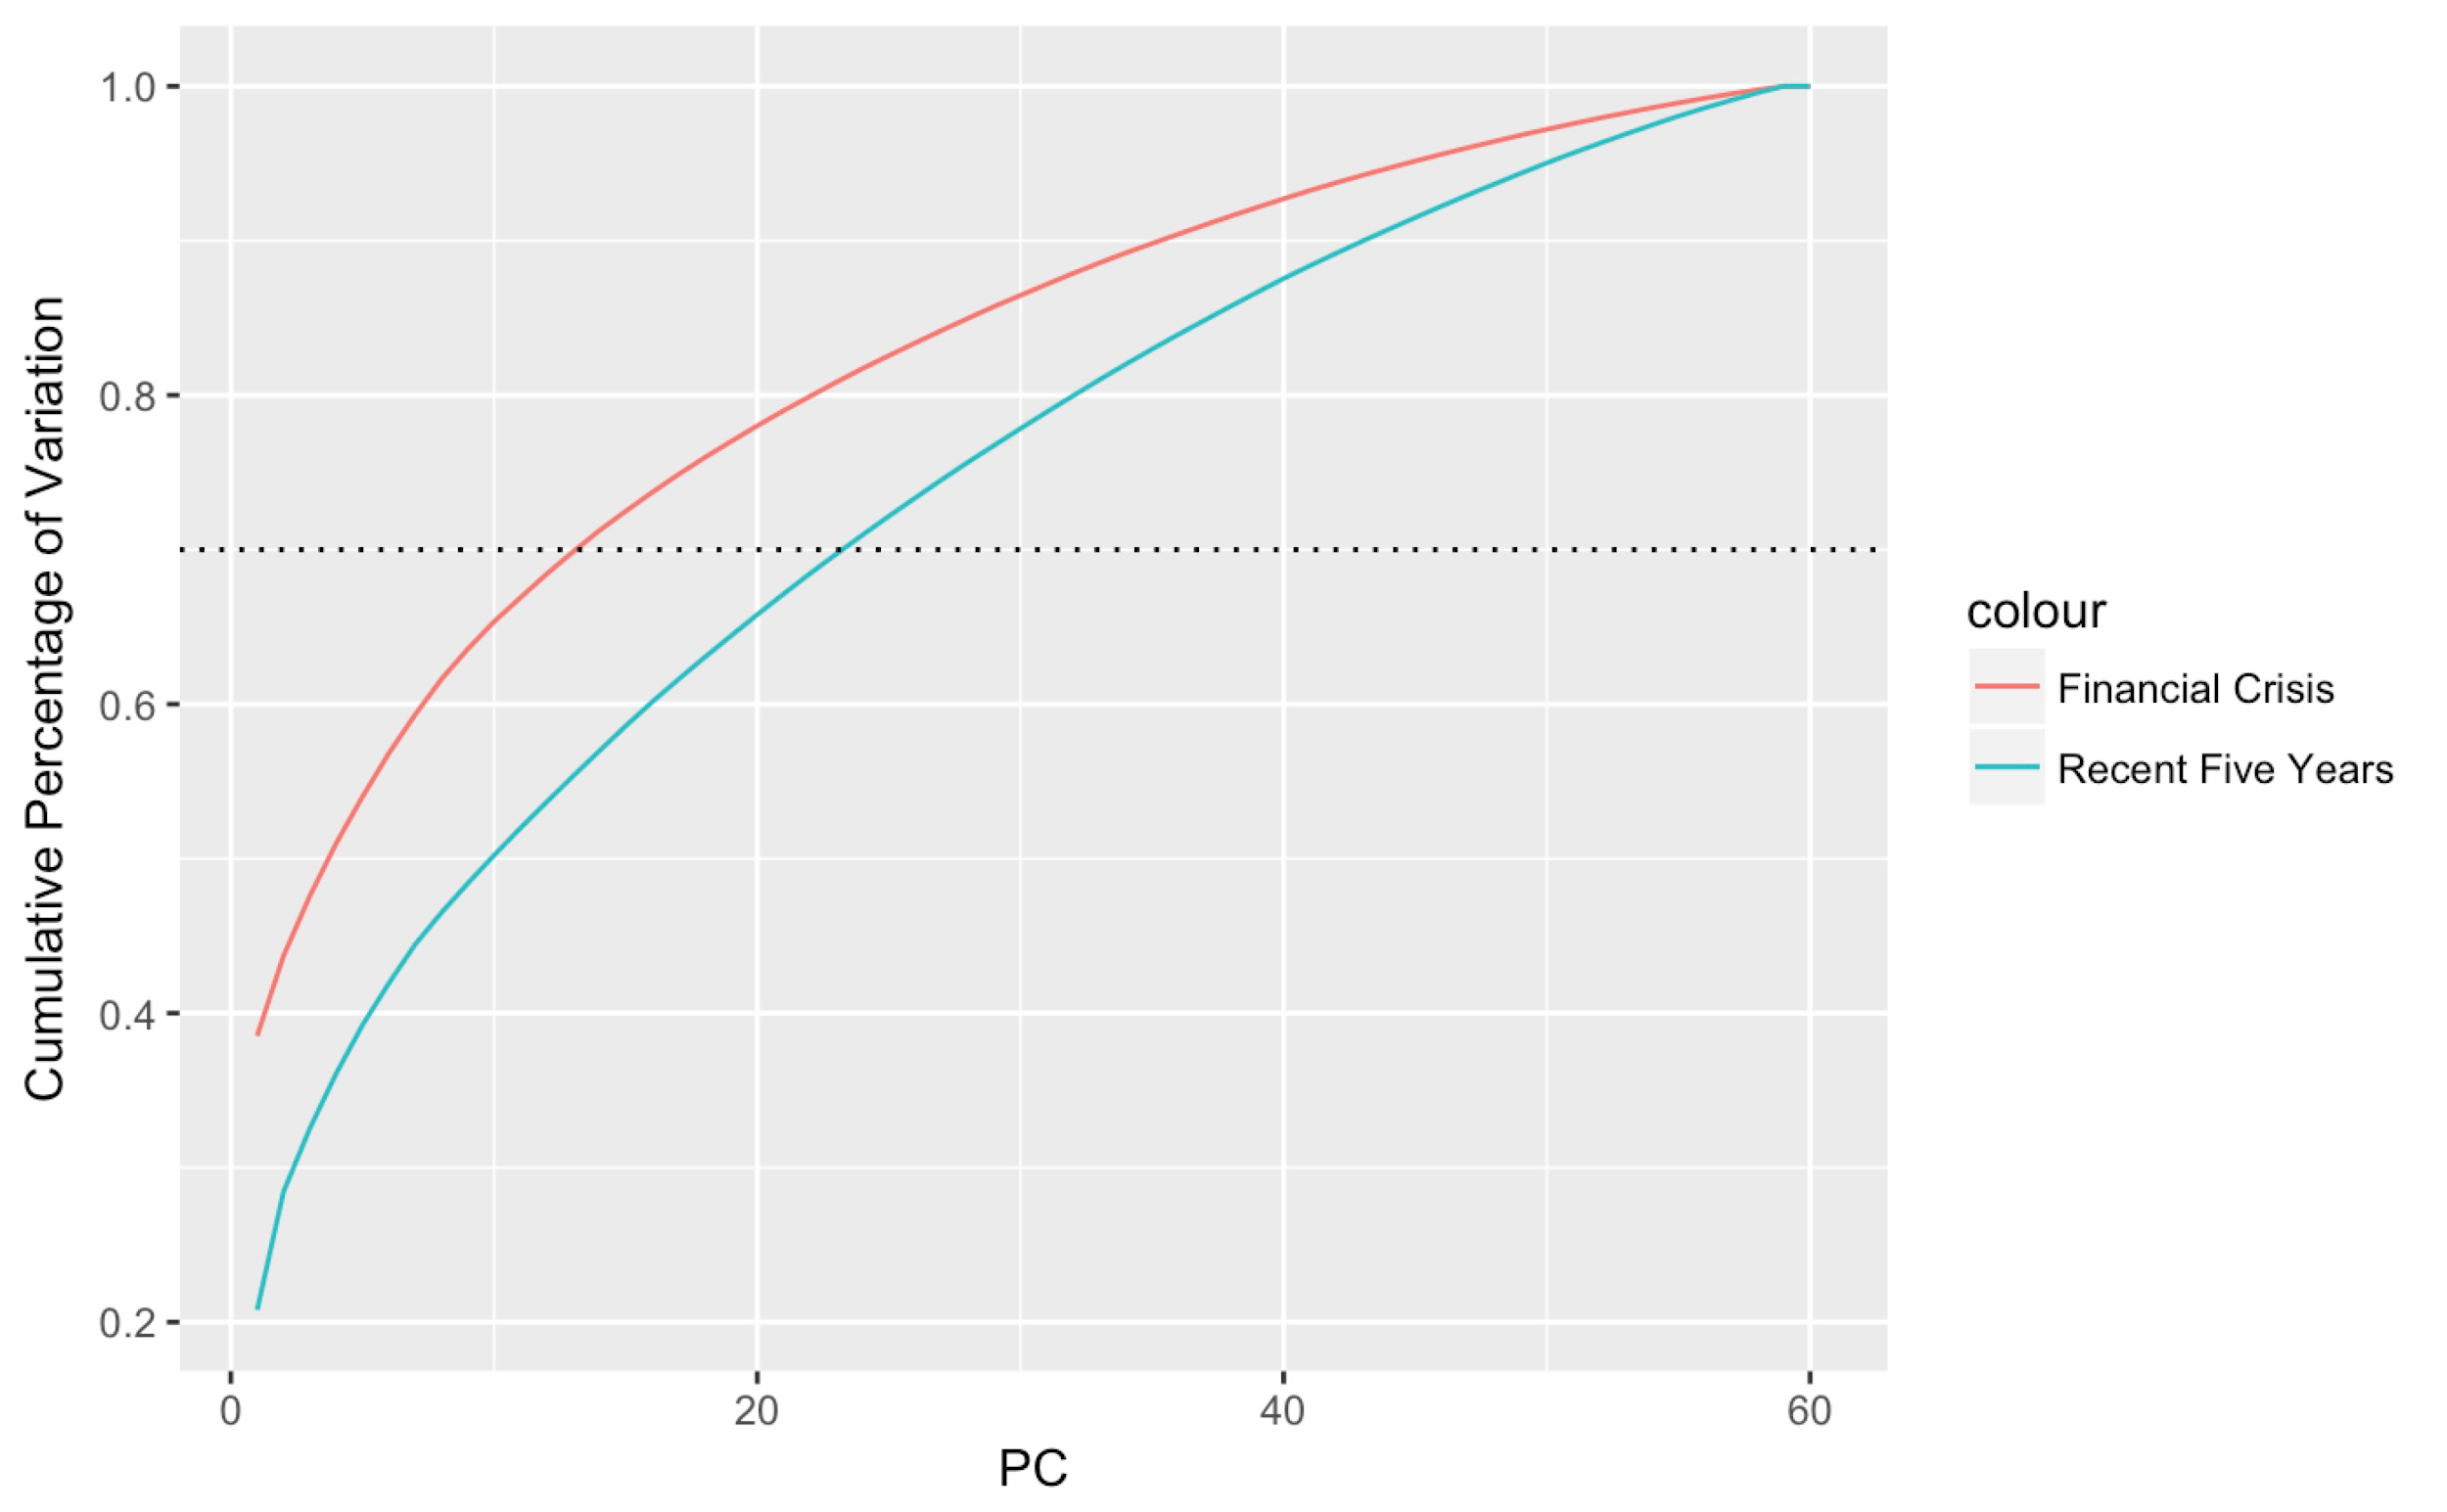 Cumulative Percentage of Variation
1.0
0.8
0.6
0.4
0.2
0
20
40
60
PC
colour
Financial Crisis
Recent Five Years